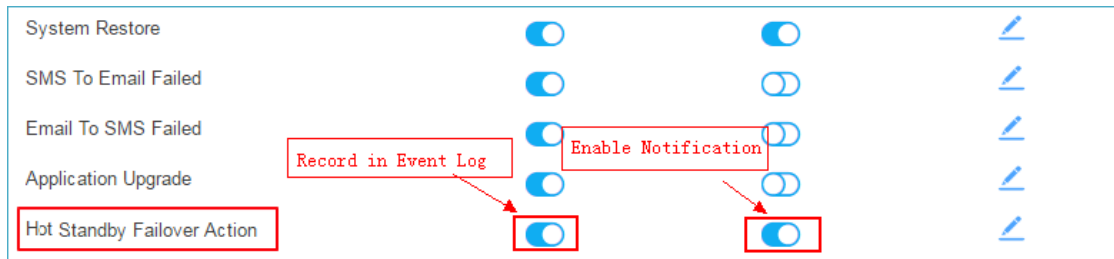 System Restore
SMS To Email Failed
Email To SMS Failed
Enable Notification
Record in Event Log
Application Upgrade
Hot Standby Failover Action